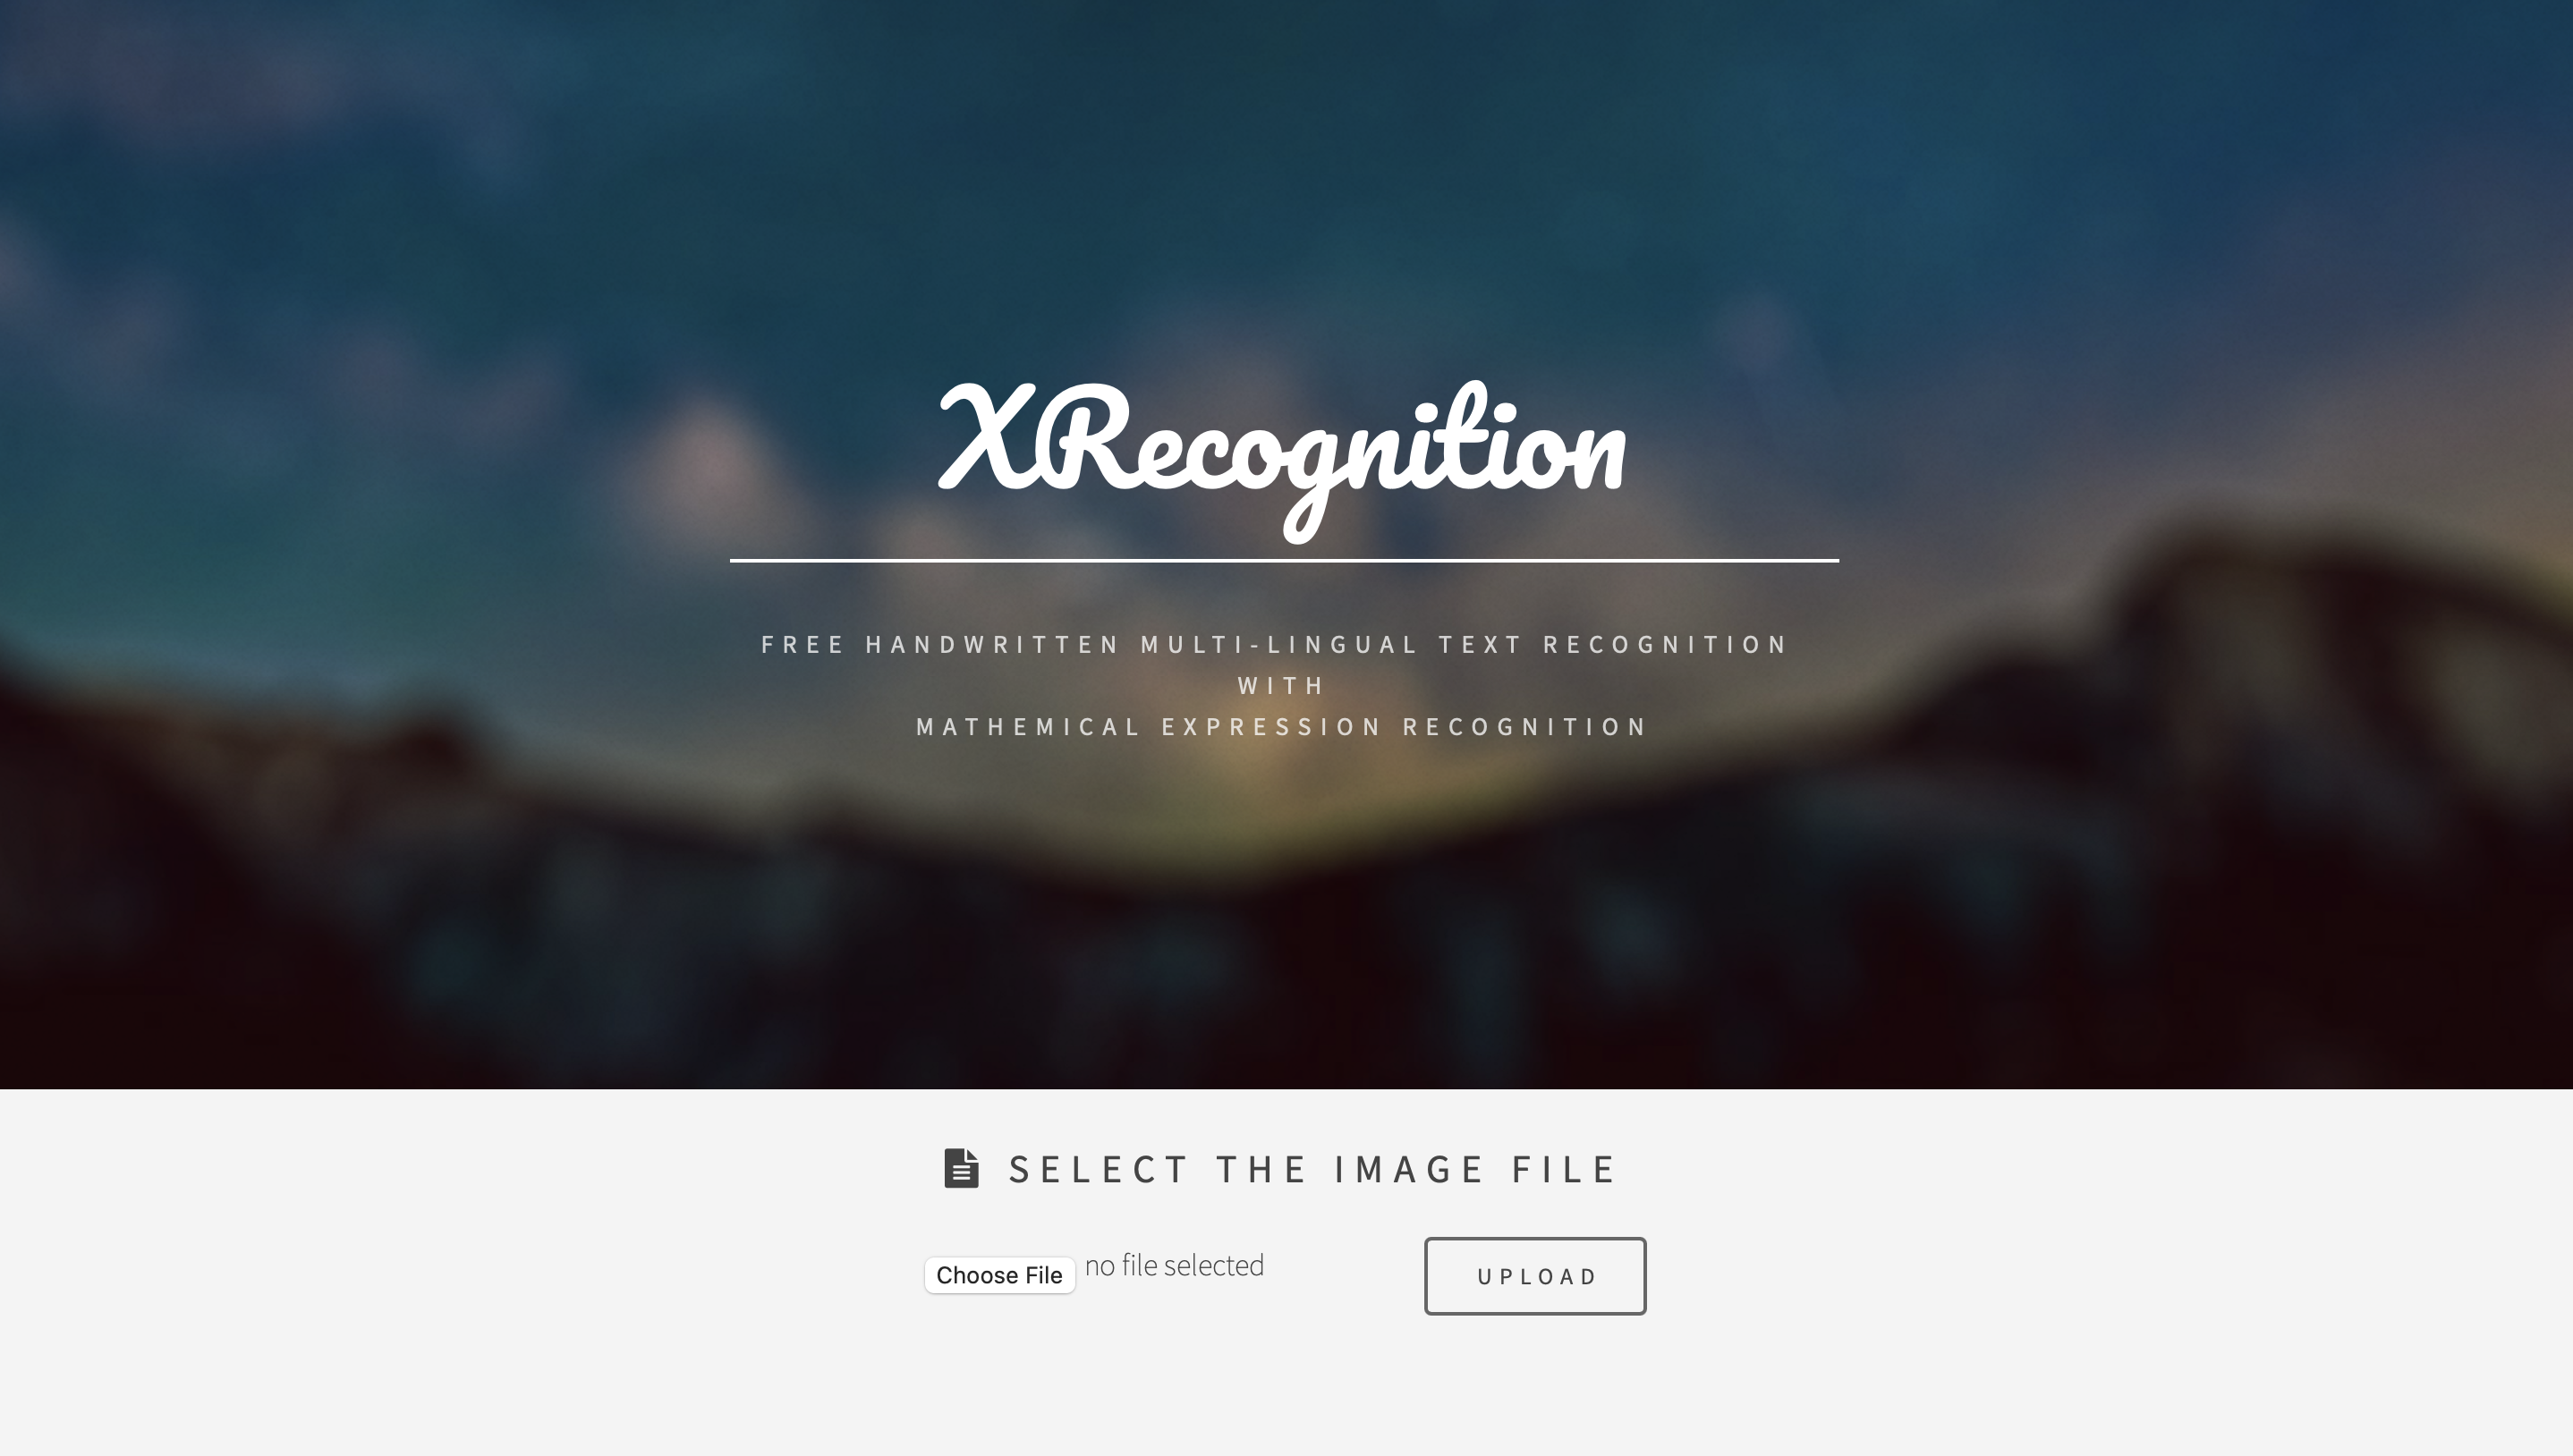 XRecognition
FREE HANDWRITTEN MULTI-LINGUAL TEXT RECOGNITION
WITH
MATHEMICAL EXPRESSION RECOGNITION
SELECT THE IMAGE FILE
Choose File no file selected
UPLOAD